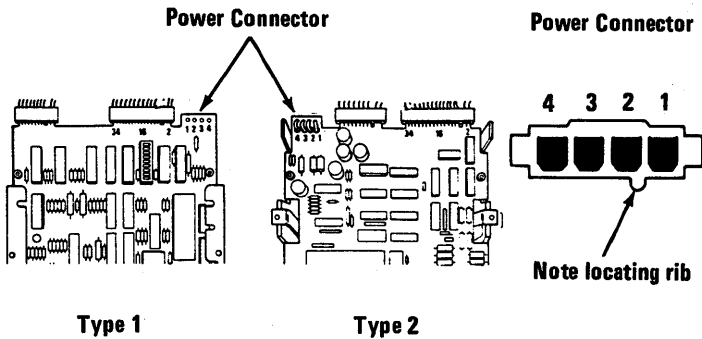 Power Connector
Power Connector
1 2 3 4
34 16 2
4 3 2 1
34 16 2
4 3 2 1
Note locating rib
Type 1
Type 2